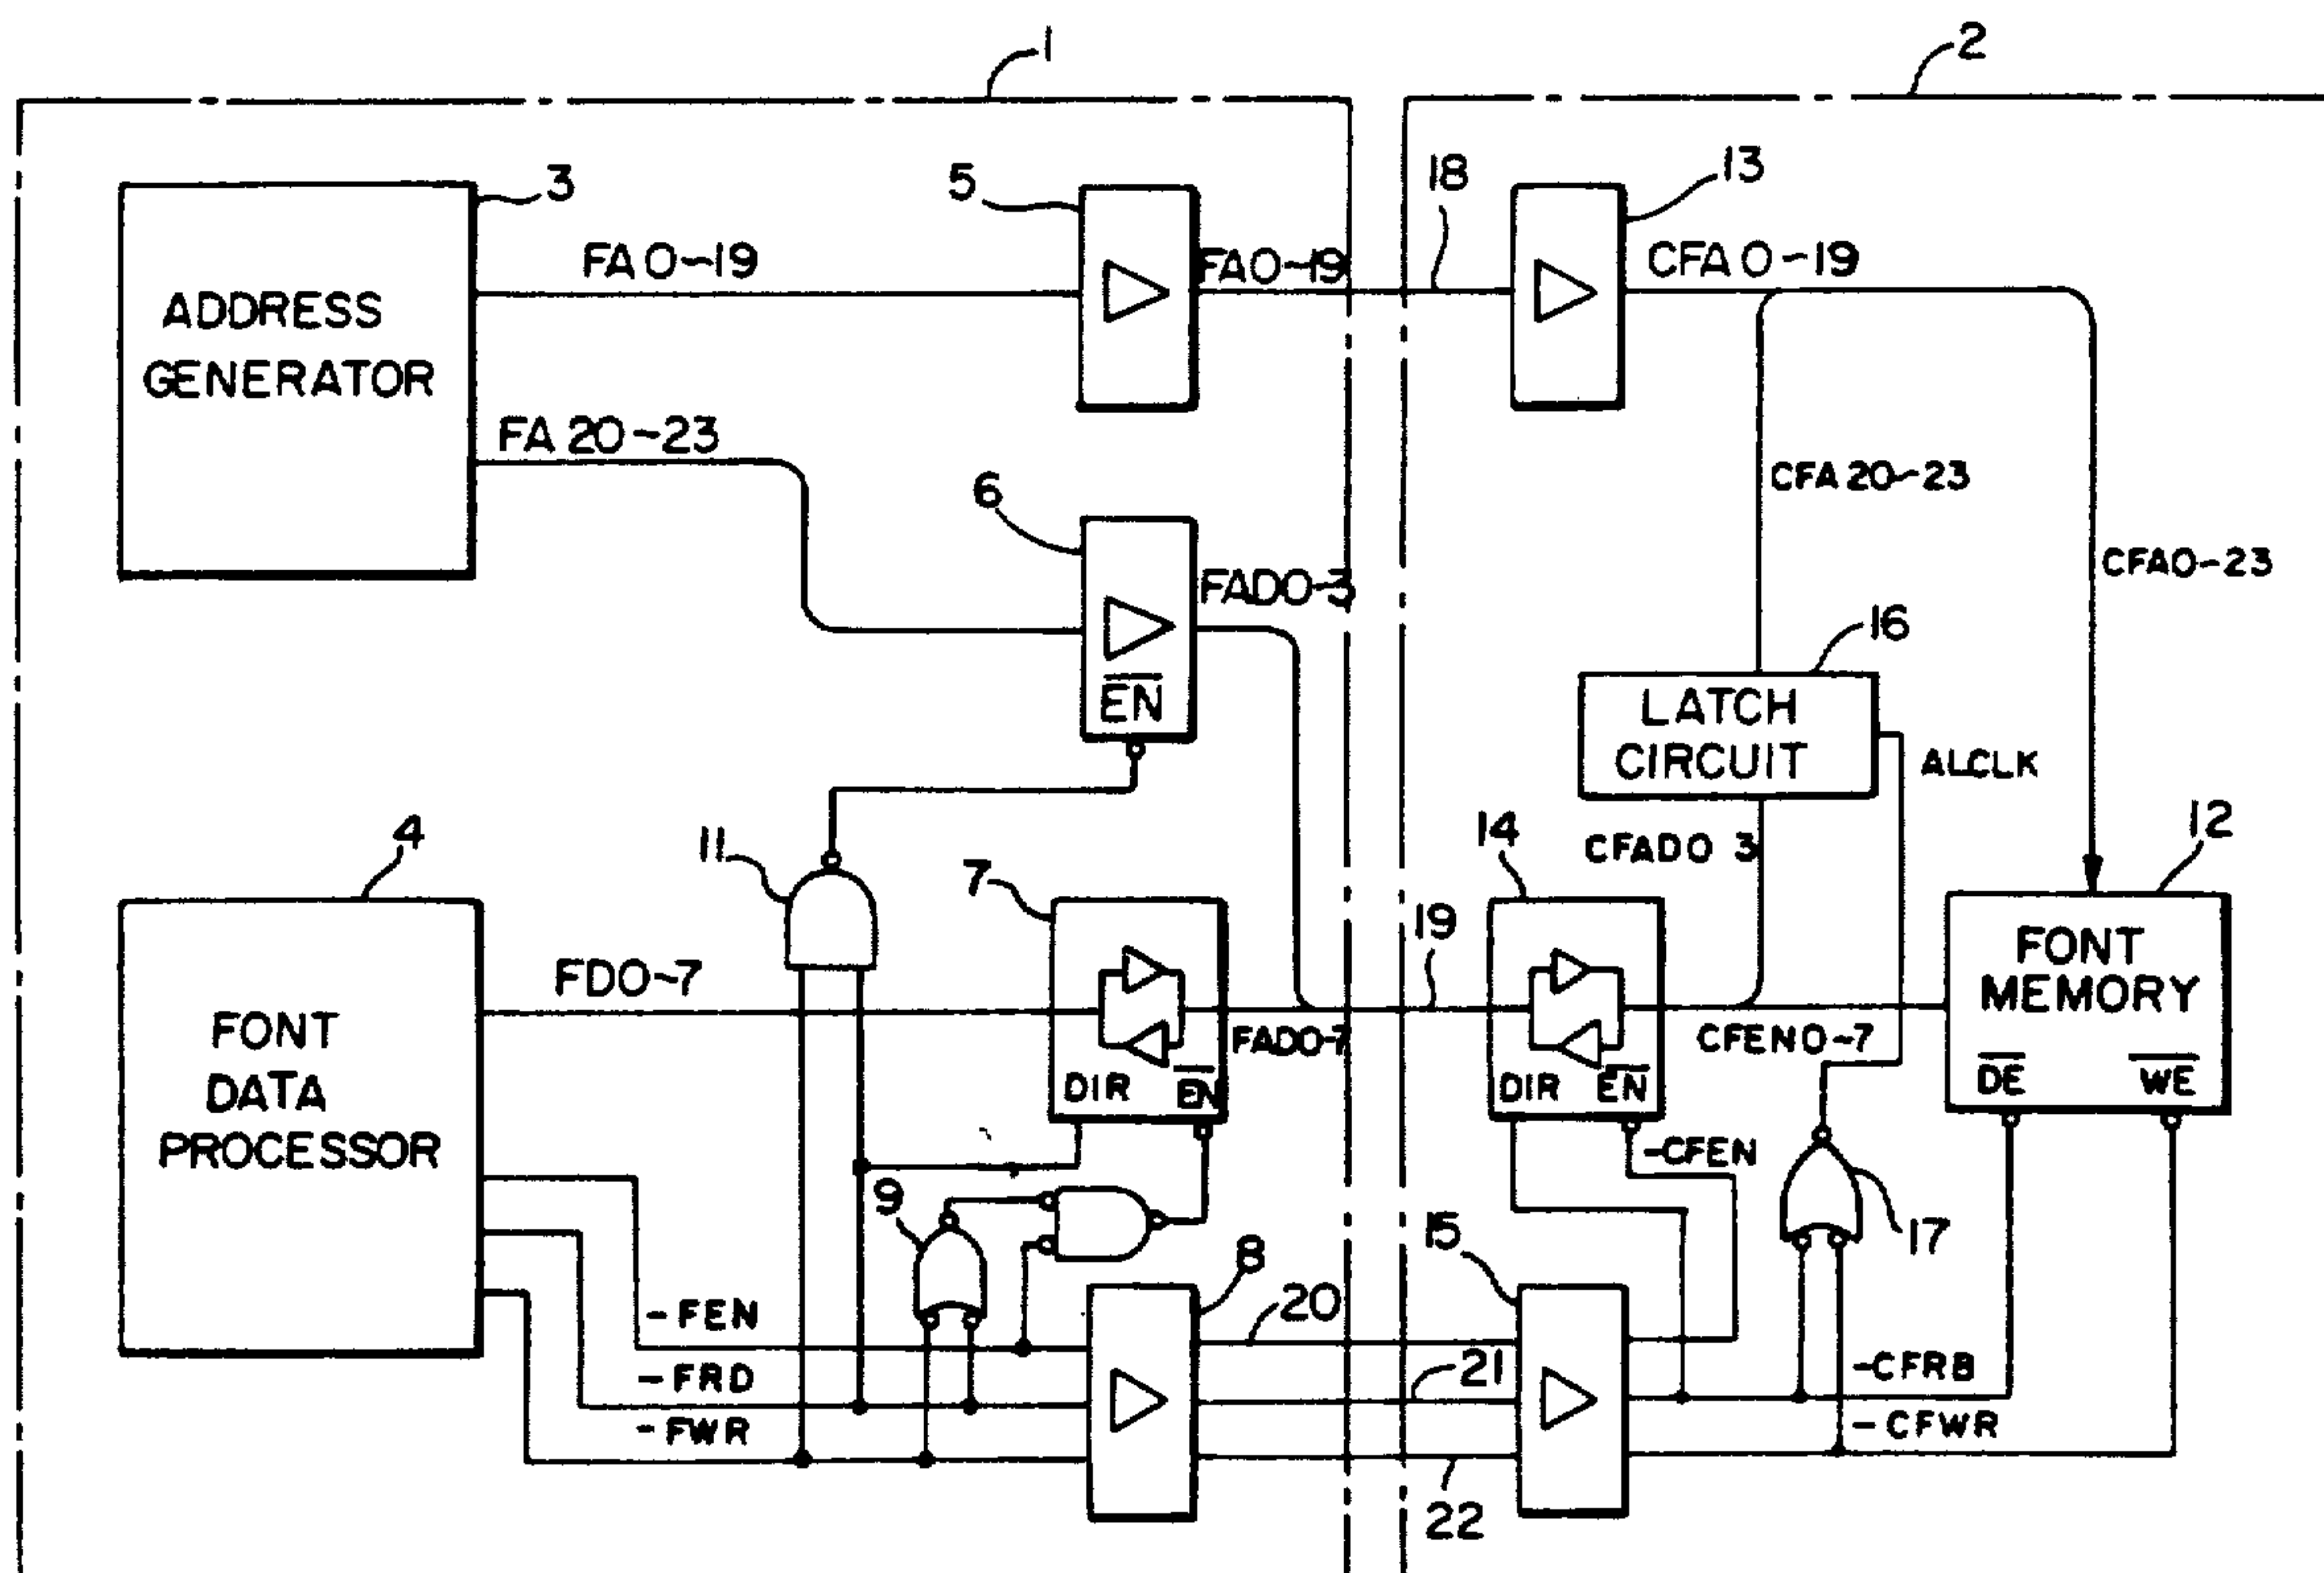 1
2
3
ADDRESS
GENERATOR
FA 0-19
5
FA0-19
18
13
CFA 0-19
FA 20-23
6
FAD0-3
EN
CFA 20-23
CFA0-23
16
LATCH
CIRCUIT
ALCLK
CFAD0 3
4
FONT
DATA
PROCESSOR
11
FD0-7
7
DIR
EN
FAD0-7
19
14
DIR
EN
CFEN0-7
12
FONT
MEMORY
DE
WE
-CFEN
9
17
8
15
20
21
22
-FEN
-FRD
-FWR
-CFRB
-CFWR